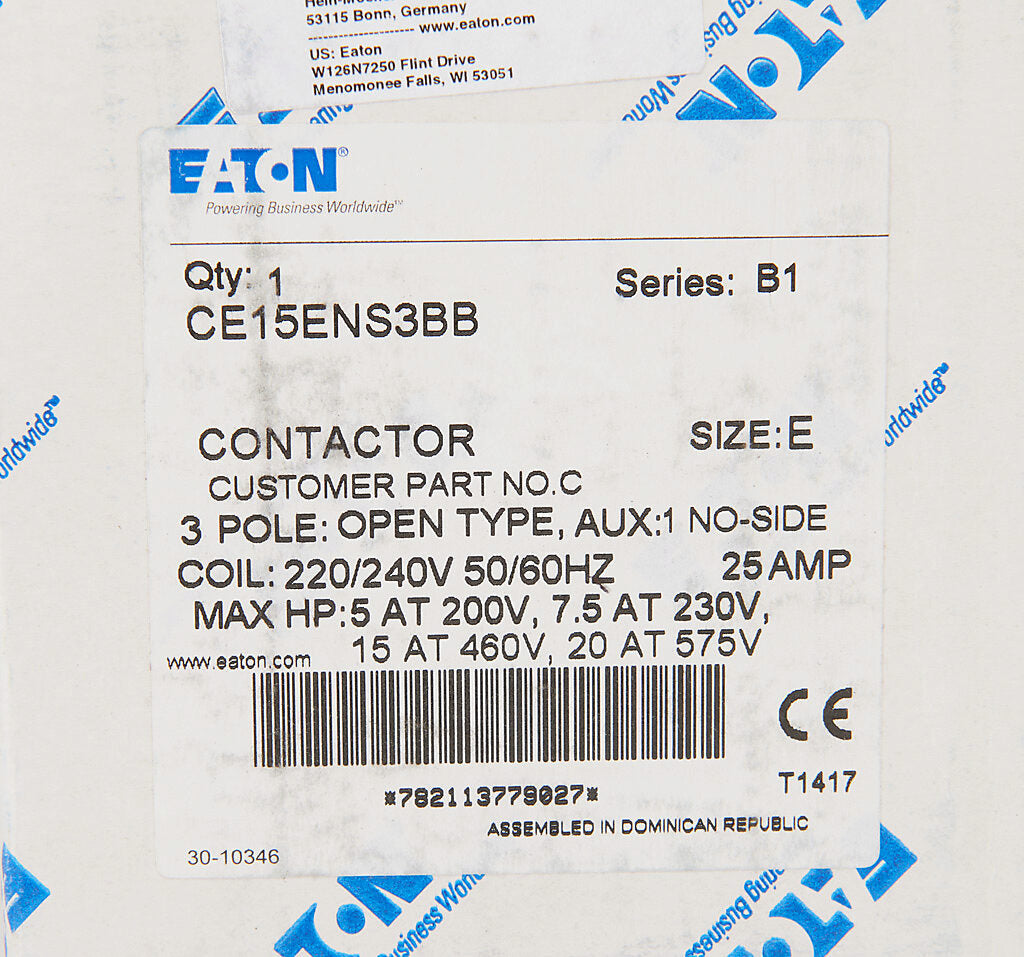 53115 Bonn, Germany
-------------------- www.eaton.com
US: Eaton
W126N7250 Flint Drive
Menomonee Falls, WI 53051
EATON®
Powering Business Worldwide™
Qty: 1
Series: B1
CE15ENS3BB
CONTACTOR
SIZE:E
CUSTOMER PART NO.C
3 POLE: OPEN TYPE, AUX:1 NO-SIDE
COIL: 220/240V 50/60HZ 25 AMP
MAX HP:5 AT 200V, 7.5 AT 230V,
15 AT 460V, 20 AT 575V
www.eaton.com
CE
T1417
*782113779027*
ASSEMBLED IN DOMINICAN REPUBLIC
30-10346